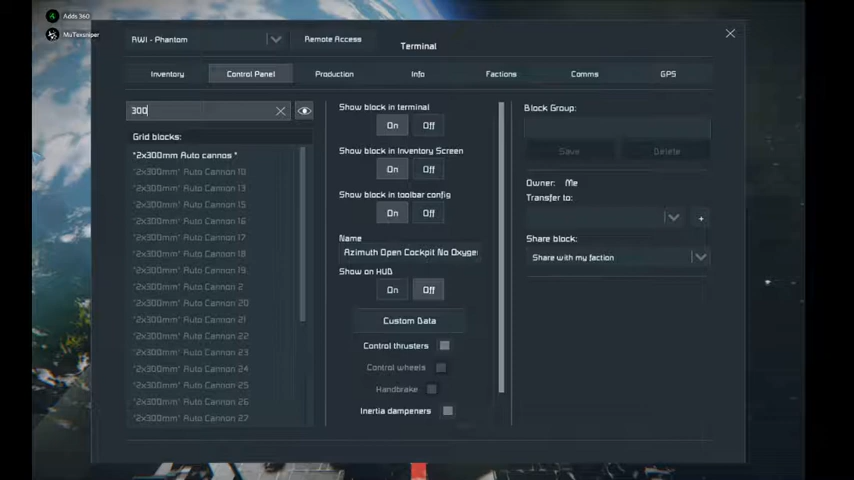 Adds360
MuTexsniper
RWI - Phantom
Remote Access
Terminal
Inventory
Control Panel
Production
Info
Factions
Comms
GPS
300
Grid blocks:
*2x300mm Auto cannos *
"2x300mm" Auto Cannon 10
"2x300mm" Auto Cannon 13
"2x300mm" Auto Cannon 15
"2x300mm" Auto Cannon 16
"2x300mm" Auto Cannon 17
"2x300mm" Auto Cannon 18
"2x300mm" Auto Cannon 19
"2x300mm" Auto Cannon 2
"2x300mm" Auto Cannon 20
"2x300mm" Auto Cannon 21
"2x300mm" Auto Cannon 22
"2x300mm" Auto Cannon 23
"2x300mm" Auto Cannon 24
"2x300mm" Auto Cannon 25
"2x300mm" Auto Cannon 26
"2x300mm" Auto Cannon 27
Show block in terminal
On Off
Show block in Inventory Screen
On Off
Show block in toolbar config
On Off
Name
Azimuth Open Cockpit No Oxyge
Show on HUD
On Off
Custom Data
Control thrusters
Control wheels
Handbrake
Inertia dampeners
Block Group:
Save Delete
Owner: Me
Transfer to:
+
Share block:
Share with my faction